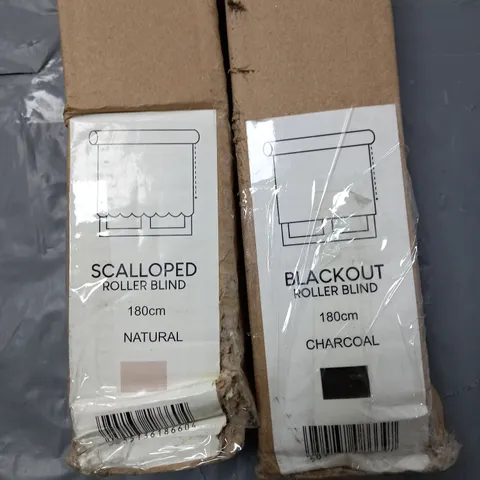 SCALLOPED
ROLLER BLIND
180cm
NATURAL
BLACKOUT
ROLLER BLIND
180cm
CHARCOAL